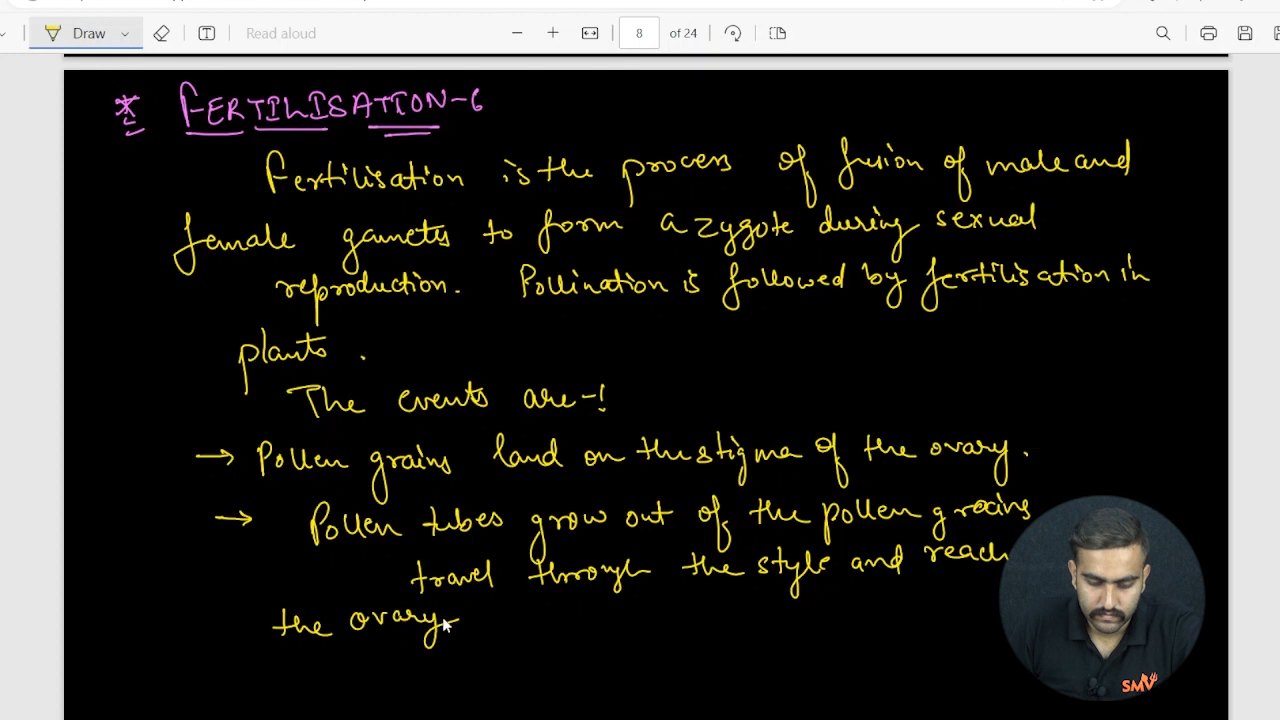 Draw
Read aloud
8 of 24
* FERTILISATION-6
Fertilisation is the process of fusion of male and
female gametes to form a zygote during sexual
reproduction. Pollination is followed by fertilisation in
plants.
The events are-!
→ Pollen grains land on the stigma of the ovary.
→ Pollen tubes grow out of the pollen grains
travel through the style and reach
the ovary
SMV